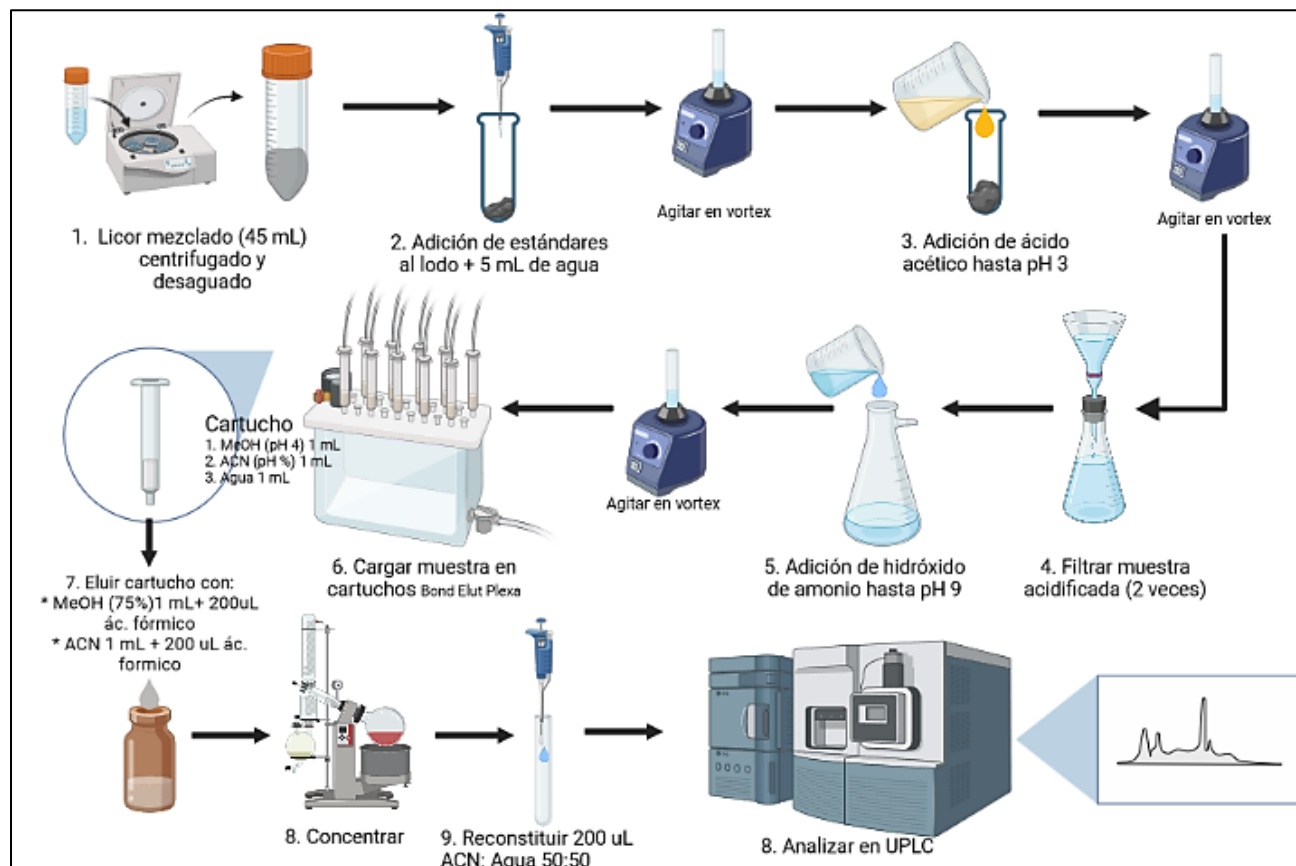 1. Licor mezclado (45 mL)
centrifugado y
desaguado
2. Adición de estándares
al lodo + 5 mL de agua
Agitar en vortex
3. Adición de ácido
acético hasta pH 3
Agitar en vortex
4. Filtrar muestra
acidificada (2 veces)
5. Adición de hidróxido
de amonio hasta pH 9
Agitar en vortex
6. Cargar muestra en
cartuchos Bond Elut Plexa
Cartucho
1. MeOH (pH 4) 1 mL
2. ACN (pH %) 1 mL
3. Agua 1 mL
7. Eluir cartucho con:
* MeOH (75%)1 mL+ 200uL
ác. fórmico
* ACN 1 mL + 200 uL ác.
formico
8. Concentrar
9. Reconstituir 200 uL
ACN: Agua 50:50
8. Analizar en UPLC